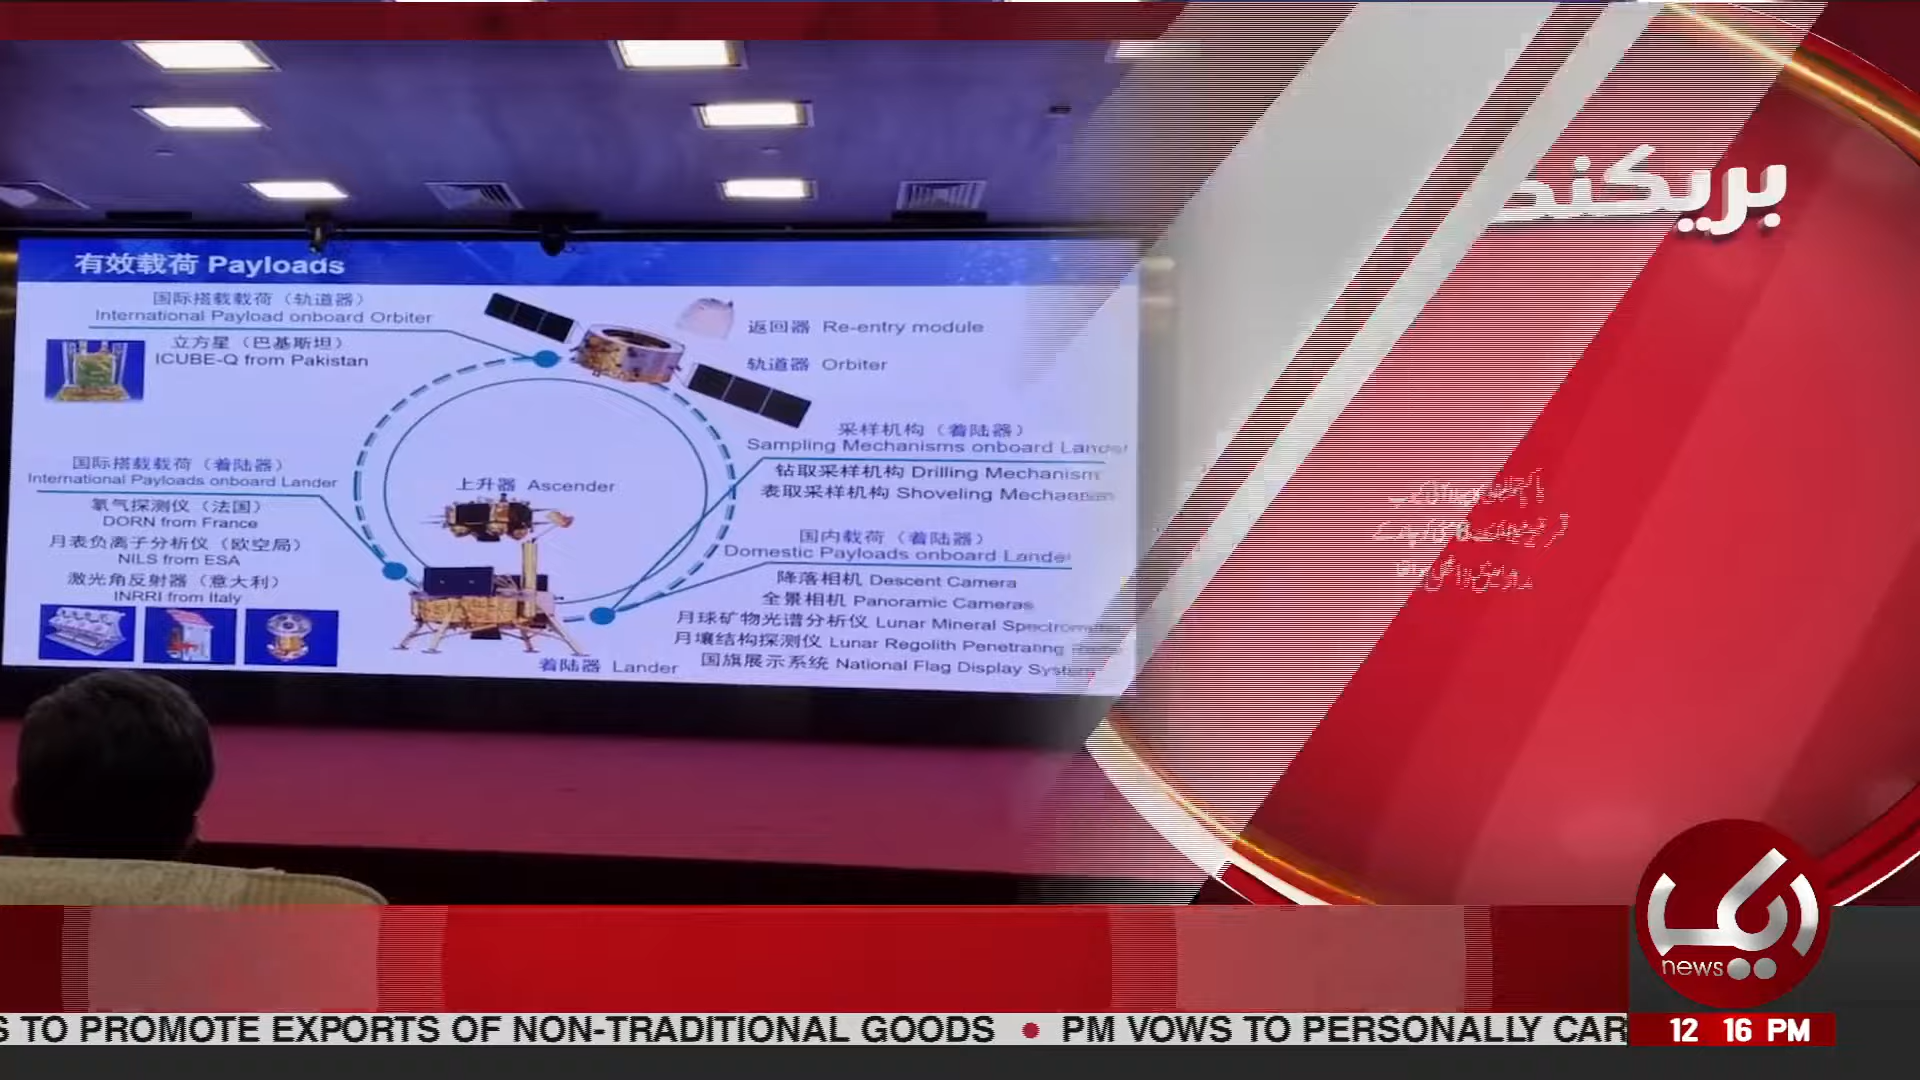 有效载荷 Payloads
国际搭载载荷（轨道器）
International Payload onboard Orbiter
立方星（巴基斯坦）
ICUBE-Q from Pakistan
返回器 Re-entry module
轨道器 Orbiter
采样机构（着陆器）
Sampling Mechanisms onboard Lander
钻取采样机构 Drilling Mechanism
表取采样机构 Shoveling Mechanism
国际搭载载荷（着陆器）
International Payloads onboard Lander
氡气探测仪（法国）
DORN from France
月表负离子分析仪（欧空局）
NILS from ESA
激光角反射器（意大利）
INRRI from Italy
上升器 Ascender
着陆器 Lander
国内载荷（着陆器）
Domestic Payloads onboard Lander
降落相机 Descent Camera
全景相机 Panoramic Cameras
月球矿物光谱分析仪 Lunar Mineral Spectrometer
月壤结构探测仪 Lunar Regolith Penetrating
国旗展示系统 National Flag Display System
بریکنگ
ایک
news
S TO PROMOTE EXPORTS OF NON-TRADITIONAL GOODS • PM VOWS TO PERSONALLY CAR
12 16 PM